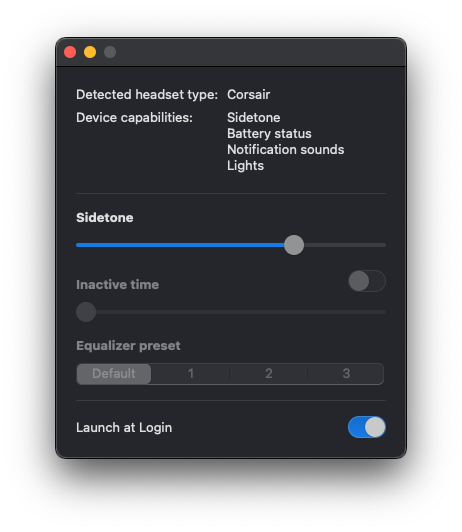 Detected headset type: Corsair
Device capabilities: Sidetone
Battery status
Notification sounds
Lights
Sidetone
Inactive time
Equalizer preset
Default 1 2 3
Launch at Login